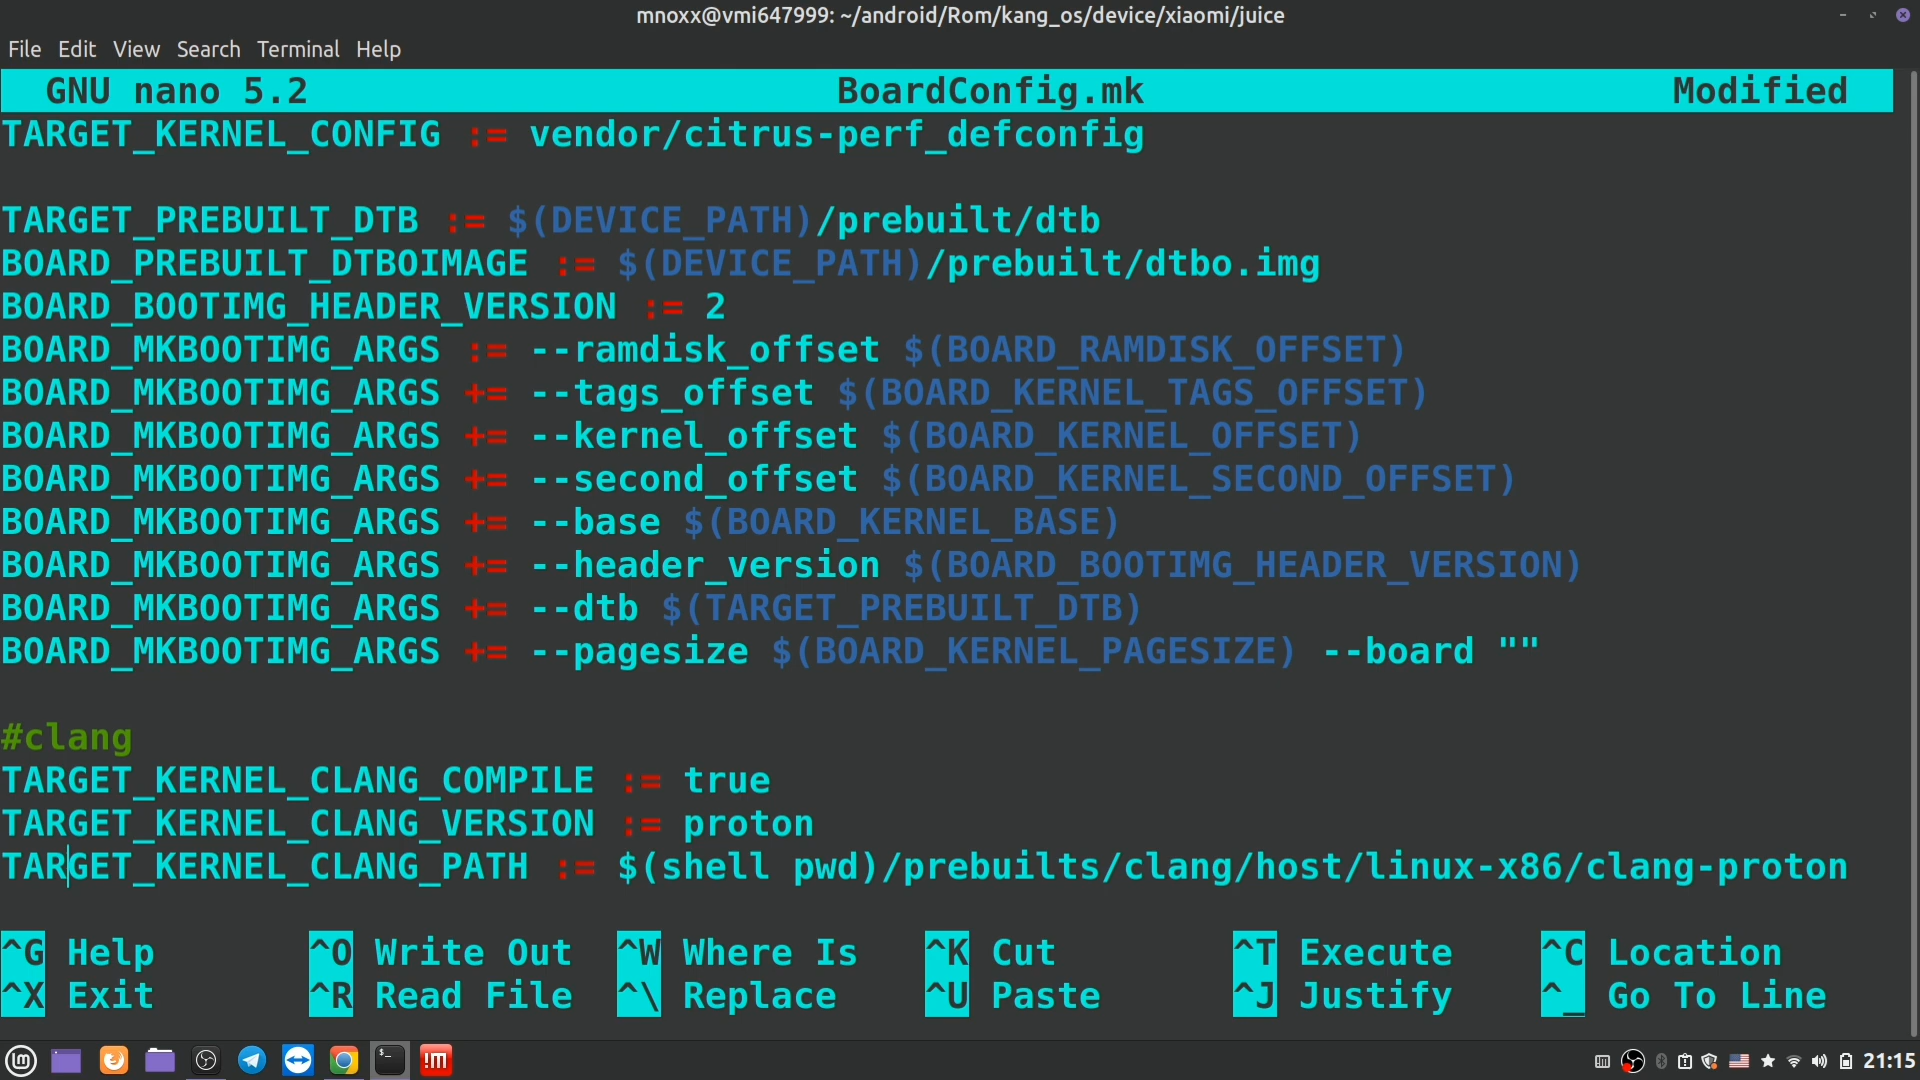 mnoxx@vmi647999: ~/android/Rom/kang_os/device/xiaomi/juice
File Edit View Search Terminal Help
GNU nano 5.2 BoardConfig.mk Modified
TARGET_KERNEL_CONFIG := vendor/citrus-perf_defconfig
TARGET_PREBUILT_DTB := $(DEVICE_PATH)/prebuilt/dtb
BOARD_PREBUILT_DTBOIMAGE := $(DEVICE_PATH)/prebuilt/dtbo.img
BOARD_BOOTIMG_HEADER_VERSION := 2
BOARD_MKBOOTIMG_ARGS := --ramdisk_offset $(BOARD_RAMDISK_OFFSET)
BOARD_MKBOOTIMG_ARGS += --tags_offset $(BOARD_KERNEL_TAGS_OFFSET)
BOARD_MKBOOTIMG_ARGS += --kernel_offset $(BOARD_KERNEL_OFFSET)
BOARD_MKBOOTIMG_ARGS += --second_offset $(BOARD_KERNEL_SECOND_OFFSET)
BOARD_MKBOOTIMG_ARGS += --base $(BOARD_KERNEL_BASE)
BOARD_MKBOOTIMG_ARGS += --header_version $(BOARD_BOOTIMG_HEADER_VERSION)
BOARD_MKBOOTIMG_ARGS += --dtb $(TARGET_PREBUILT_DTB)
BOARD_MKBOOTIMG_ARGS += --pagesize $(BOARD_KERNEL_PAGESIZE) --board ""
#clang
TARGET_KERNEL_CLANG_COMPILE := true
TARGET_KERNEL_CLANG_VERSION := proton
TARGET_KERNEL_CLANG_PATH := $(shell pwd)/prebuilts/clang/host/linux-x86/clang-proton
^G Help ^O Write Out ^W Where Is ^K Cut ^T Execute ^C Location
^X Exit ^R Read File ^\ Replace ^U Paste ^J Justify ^_ Go To Line
21:15